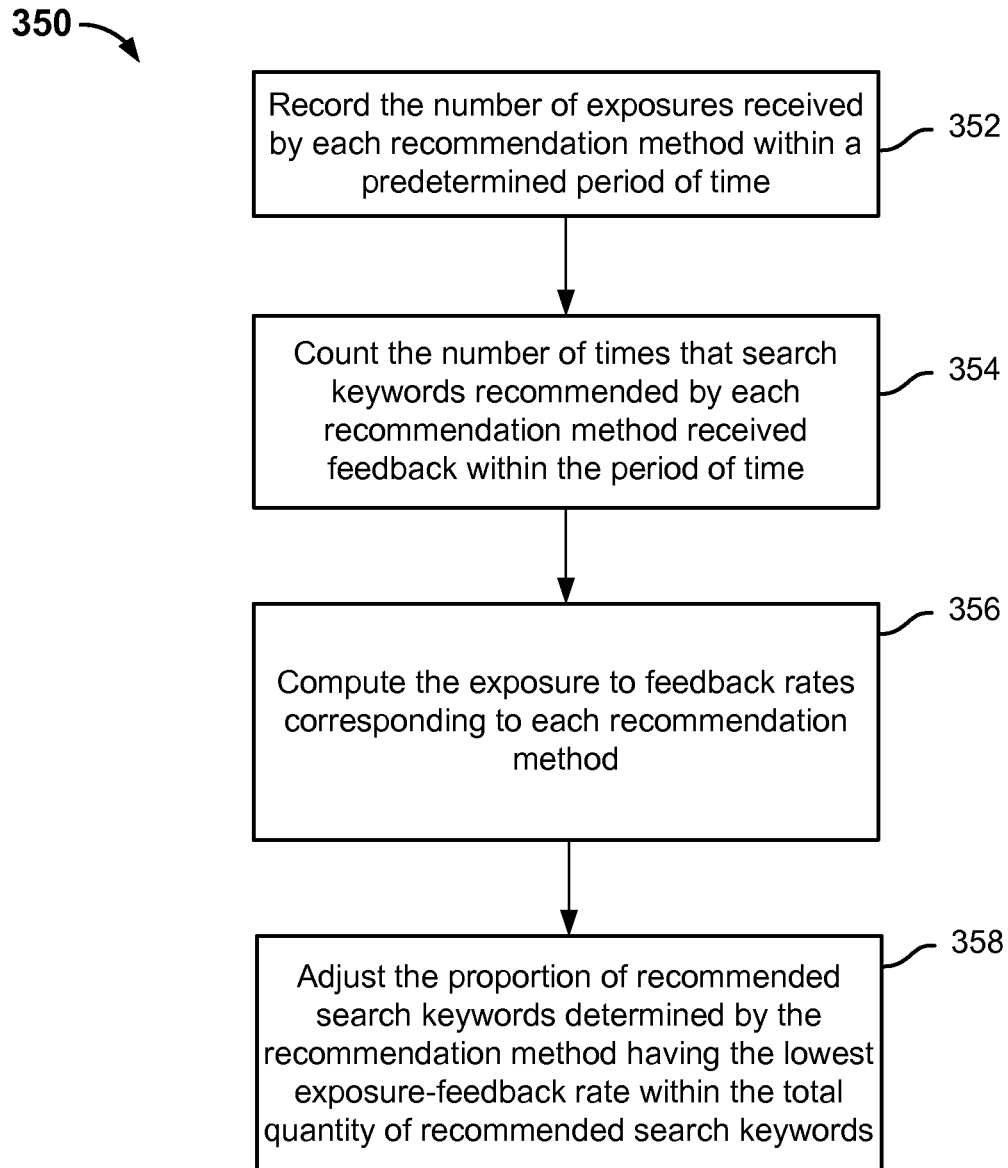 350
Record the number of exposures received
by each recommendation method within a
predetermined period of time
352
Count the number of times that search
keywords recommended by each
recommendation method received
feedback within the period of time
354
Compute the exposure to feedback rates
corresponding to each recommendation
method
356
Adjust the proportion of recommended
search keywords determined by the
recommendation method having the lowest
exposure-feedback rate within the total
quantity of recommended search keywords
358